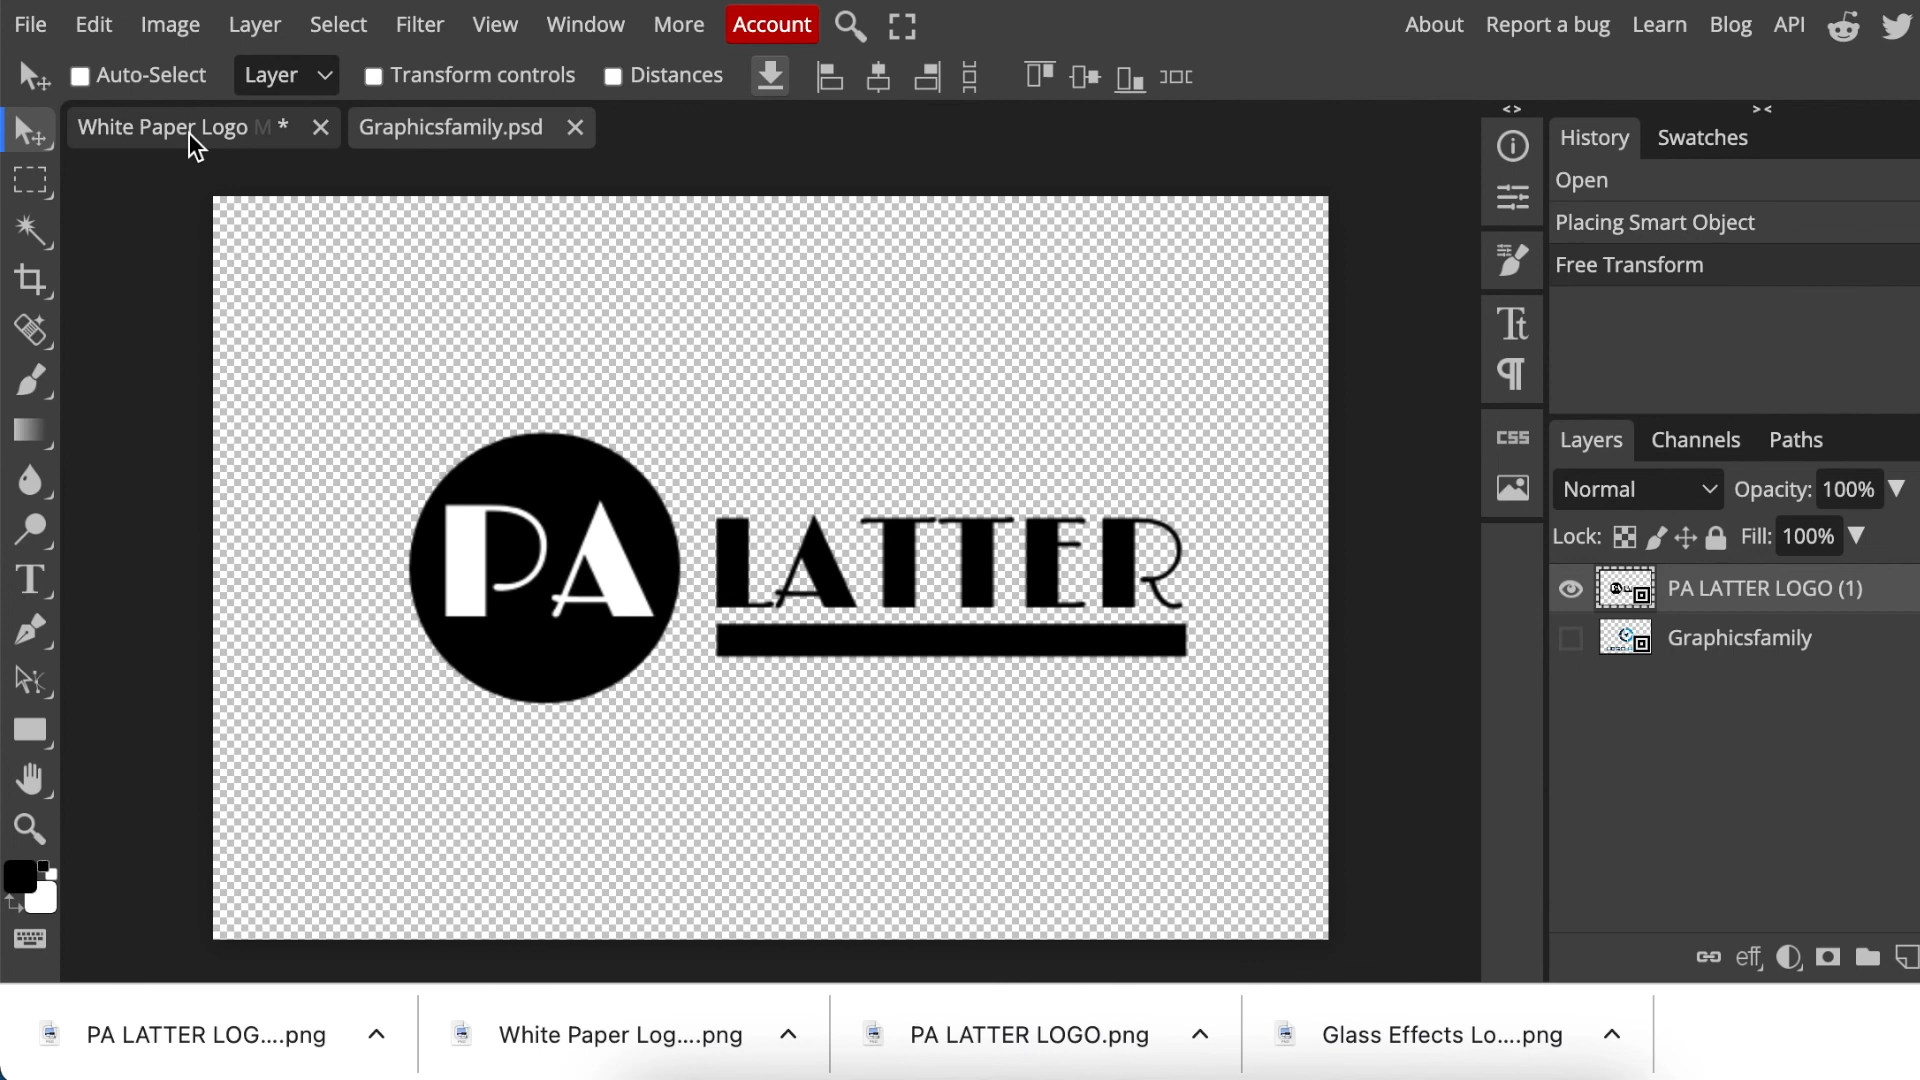 File Edit Image Layer Select Filter View Window More Account About Report a bug Learn Blog API
Auto-Select Layer Transform controls Distances
White Paper Logo M * Graphicsfamily.psd
History Swatches
Open
Placing Smart Object
Free Transform
Tt
CSS
Layers Channels Paths
Normal Opacity: 100%
Lock: Fill: 100%
PA LATTER LOGO (1)
Graphicsfamily
PA LATTER
eff
PA LATTER LOG....png White Paper Log....png PA LATTER LOGO.png Glass Effects Lo....png